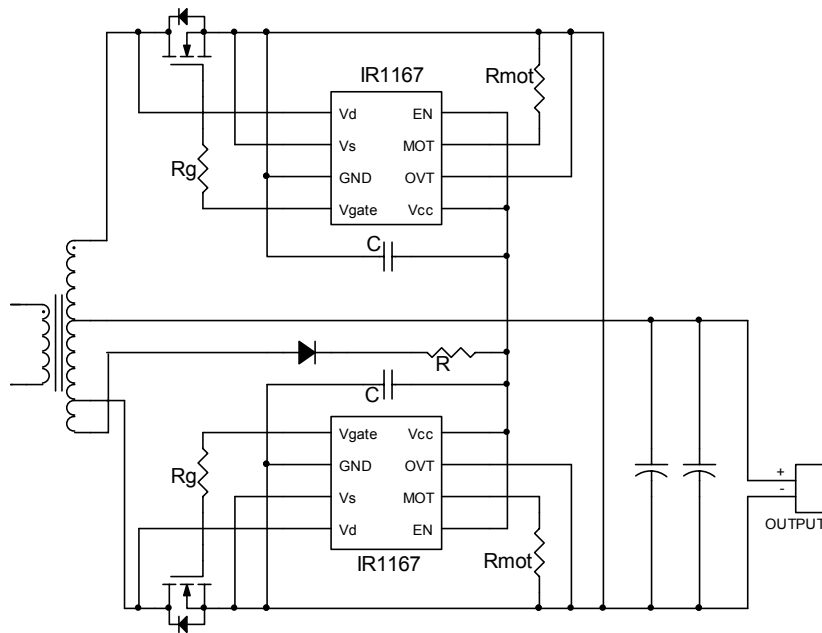 IR1167
Rmot
Vd
EN
Vs
MOT
Rg
GND
OVT
Vgate
Vcc
C
R
C
Vgate
Vcc
Rg
GND
OVT
Vs
MOT
Vd
EN
IR1167
Rmot
+
-
OUTPUT